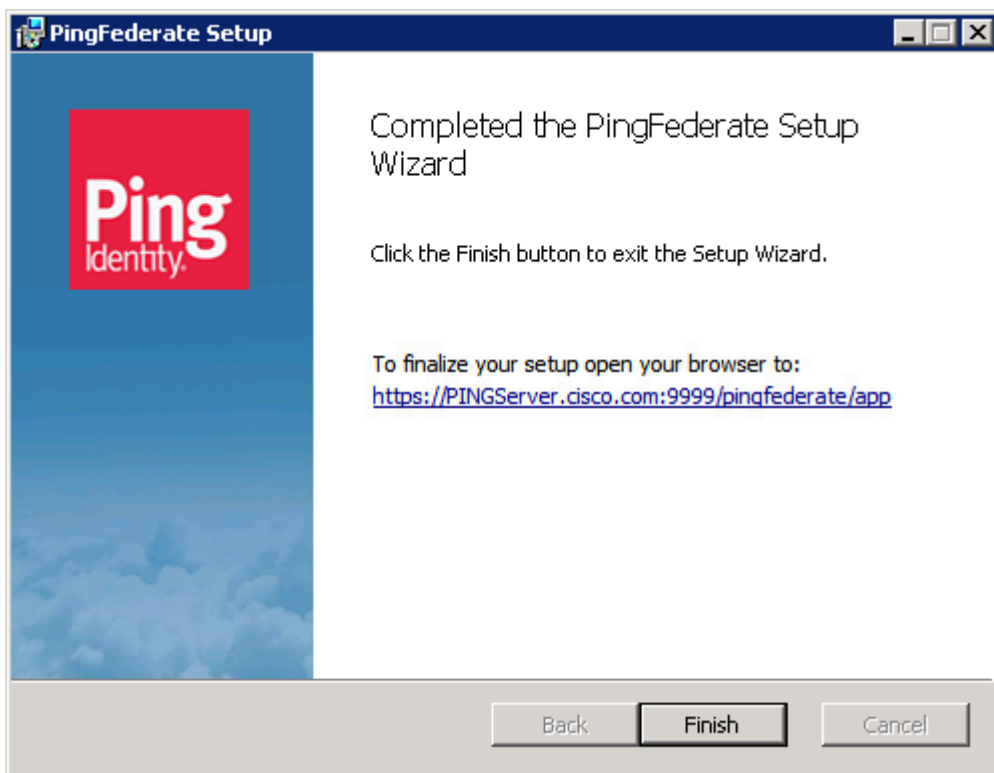 PingFederate Setup
Ping
Identity.
Completed the PingFederate Setup
Wizard
Click the Finish button to exit the Setup Wizard.
To finalize your setup open your browser to:
https://PINGServer.cisco.com:9999/pingfederate/app
Back
Finish
Cancel